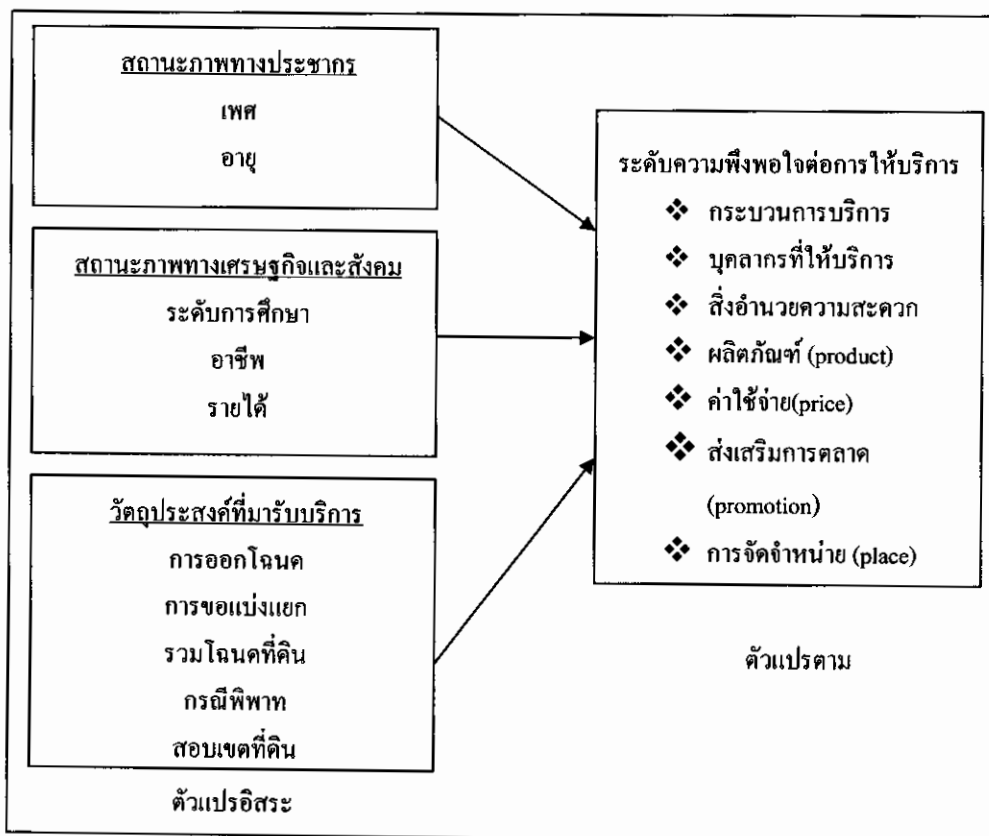 สถานะภาพทางประชากร
เพศ
อายุ
สถานะภาพทางเศรษฐกิจและสังคม
ระดับการศึกษา
อาชีพ
รายได้
วัตถุประสงค์ที่มารับบริการ
การออกโฉนด
การขอแบ่งแยก
รวมโฉนดที่ดิน
กรณีพิพาท
สอบเขตที่ดิน
ตัวแปรอิสระ
ระดับความพึงพอใจต่อการให้บริการ
❖ กระบวนการบริการ
❖ บุคลากรที่ให้บริการ
❖ สิ่งอำนวยความสะดวก
❖ ผลิตภัณฑ์ (product)
❖ ค่าใช้จ่าย(price)
❖ ส่งเสริมการตลาด
(promotion)
❖ การจัดจำหน่าย (place)
ตัวแปรตาม